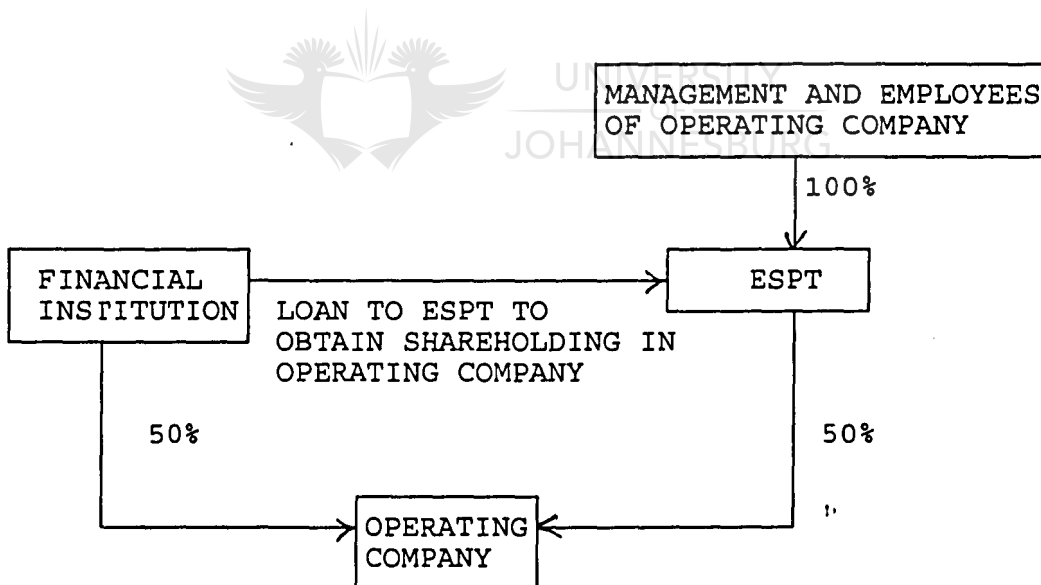 UNIVERSITY
OF
JOHANNESBURG
MANAGEMENT AND EMPLOYEES
OF OPERATING COMPANY
100%
FINANCIAL
INSTITUTION
ESPT
LOAN TO ESPT TO
OBTAIN SHAREHOLDING IN
OPERATING COMPANY
50%
50%
OPERATING
COMPANY